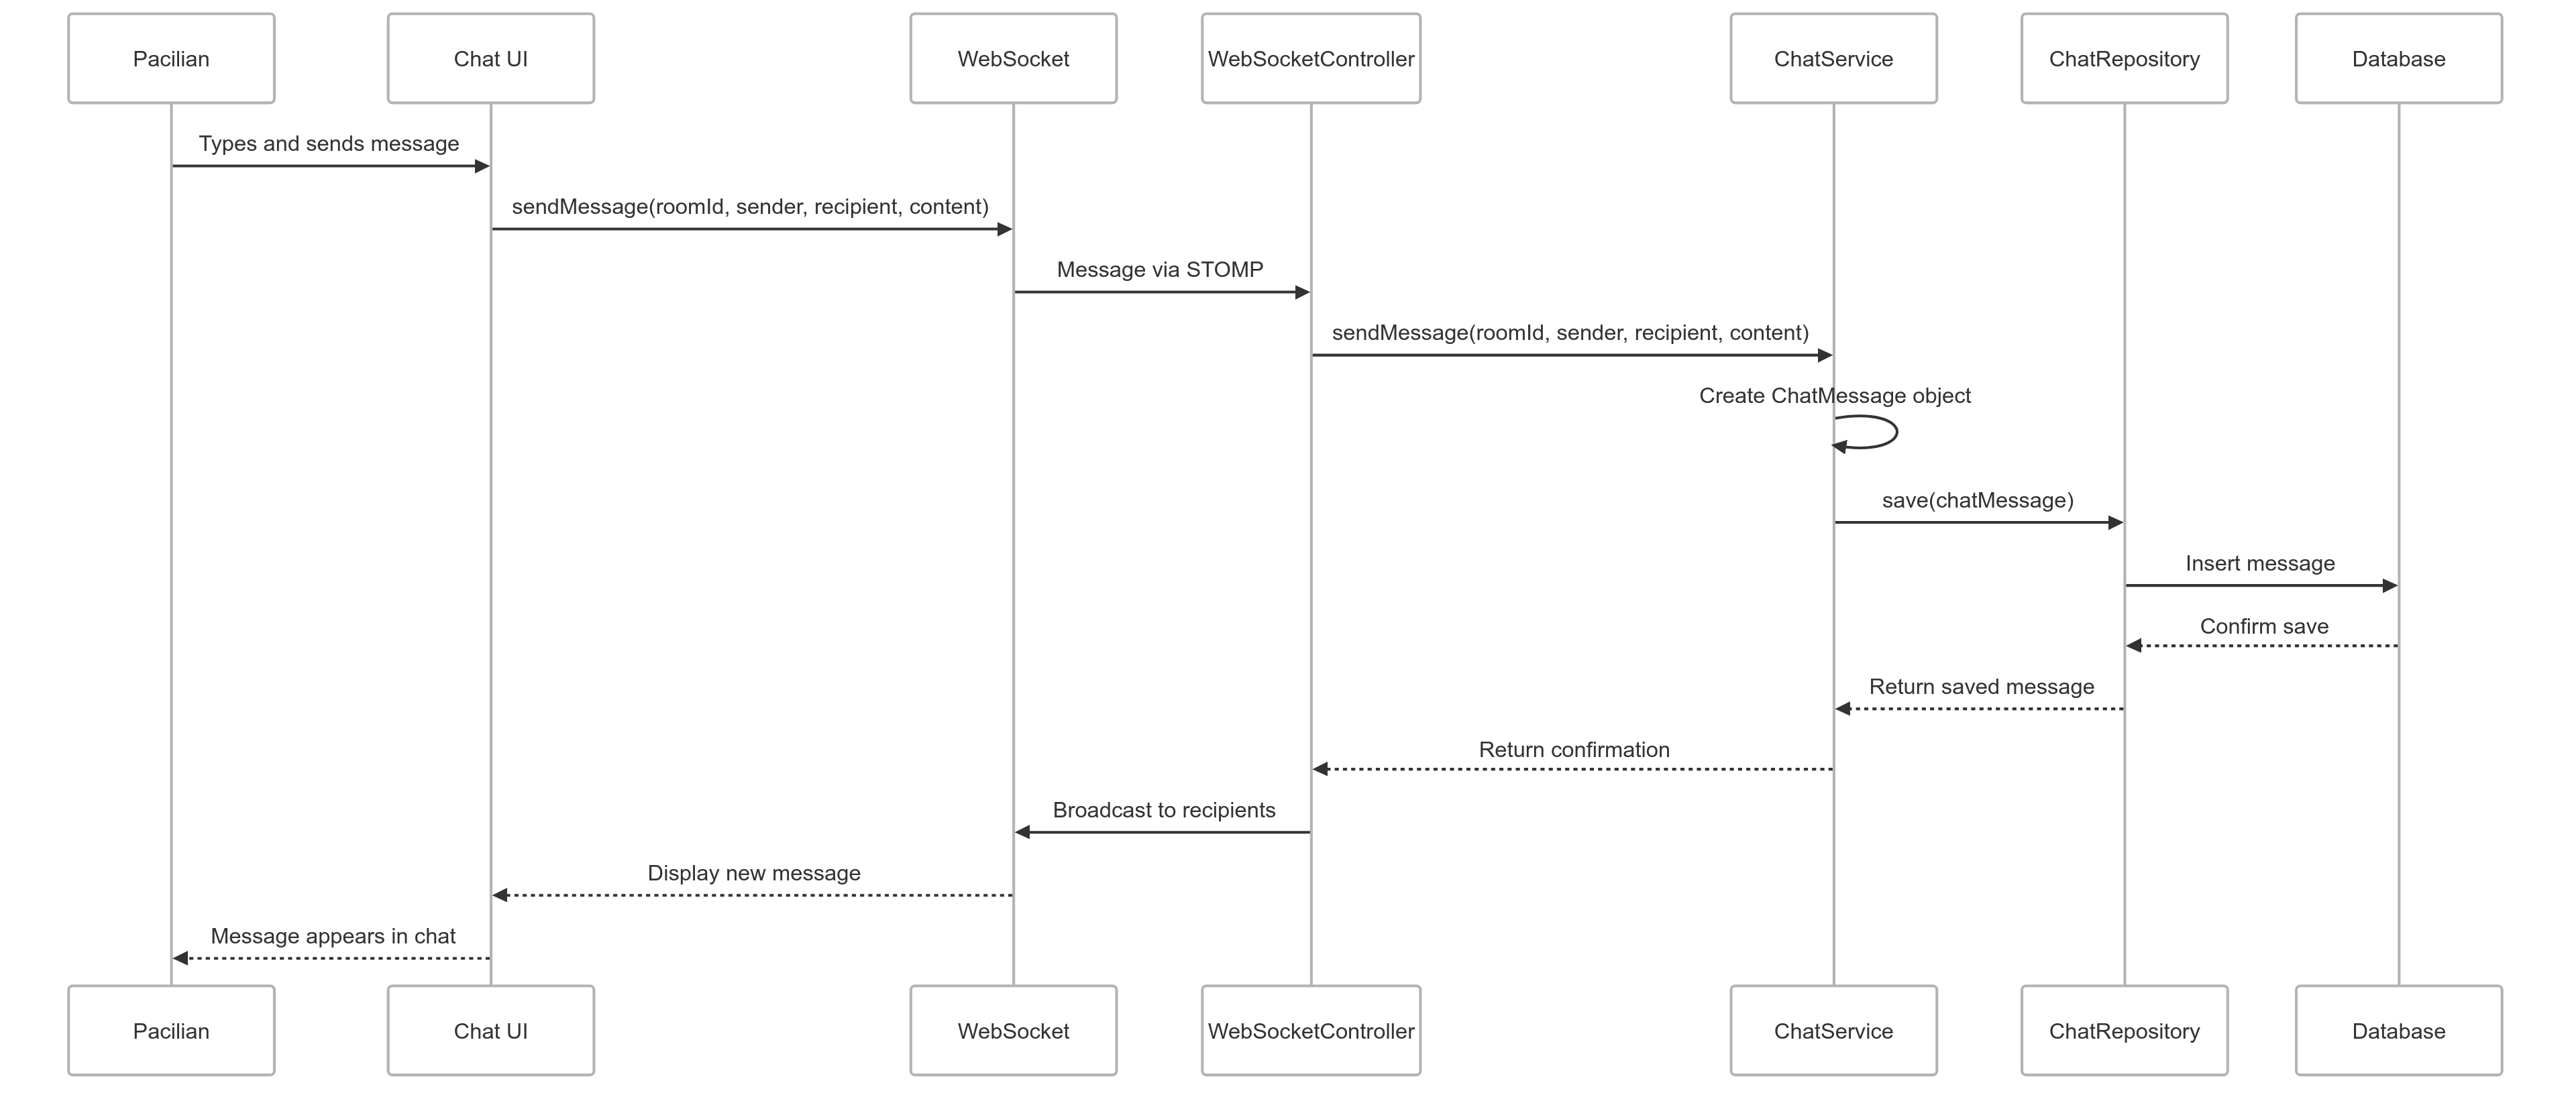 Pacilian
Chat UI
WebSocket
WebSocketController
ChatService
ChatRepository
Database
Types and sends message
sendMessage(roomId, sender, recipient, content)
Message via STOMP
sendMessage(roomId, sender, recipient, content)
Create ChatMessage object
save(chatMessage)
Insert message
Confirm save
Return saved message
Return confirmation
Broadcast to recipients
Display new message
Message appears in chat
Pacilian
Chat UI
WebSocket
WebSocketController
ChatService
ChatRepository
Database